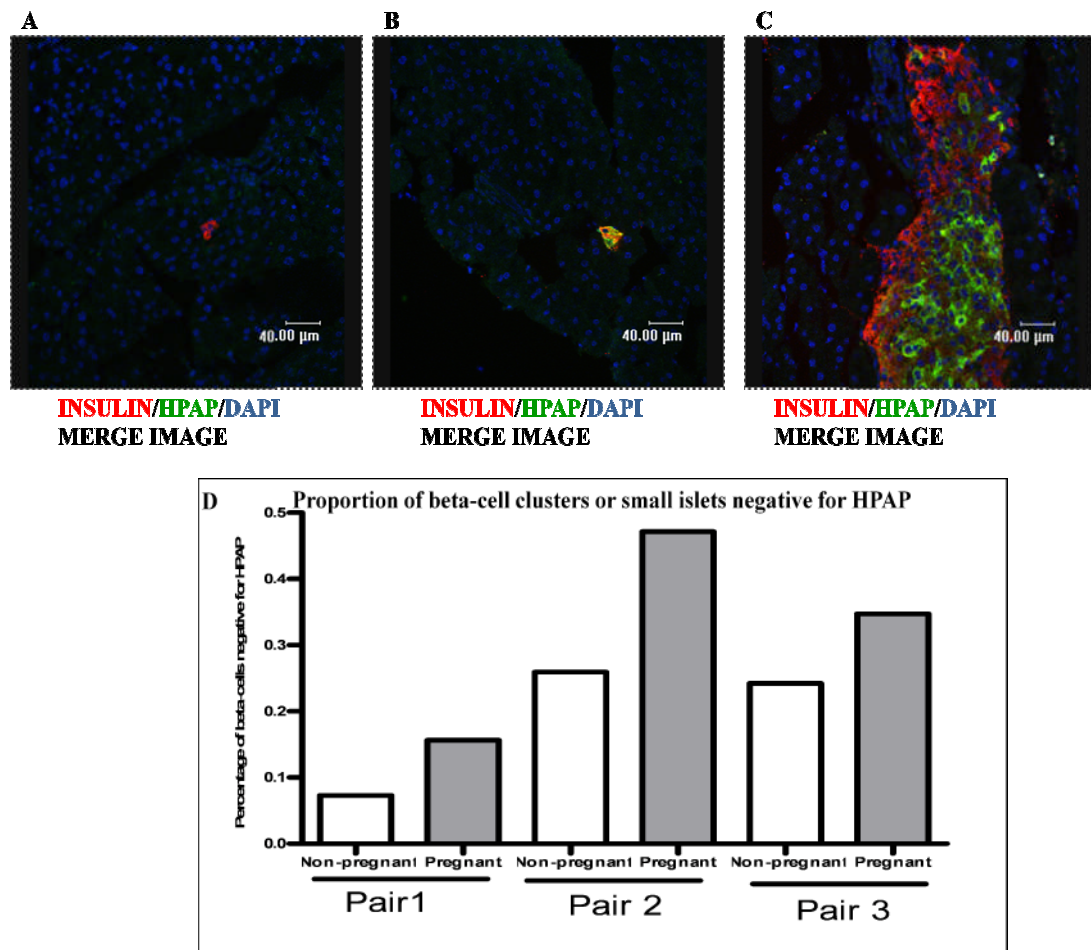 A
B
C
40.00 µm
40.00 µm
40.00 µm
INSULIN/HPAP/DAPI
MERGE IMAGE
INSULIN/HPAP/DAPI
MERGE IMAGE
INSULIN/HPAP/DAPI
MERGE IMAGE
D
Proportion of beta-cell clusters or small islets negative for HPAP
Percentage of beta-cells negative for HPAP
0.5
0.4
0.3
0.2
0.1
0.0
Non-pregnant Pregnant Non-pregnant Pregnant Non-pregnant Pregnant
Pair1 Pair 2 Pair 3